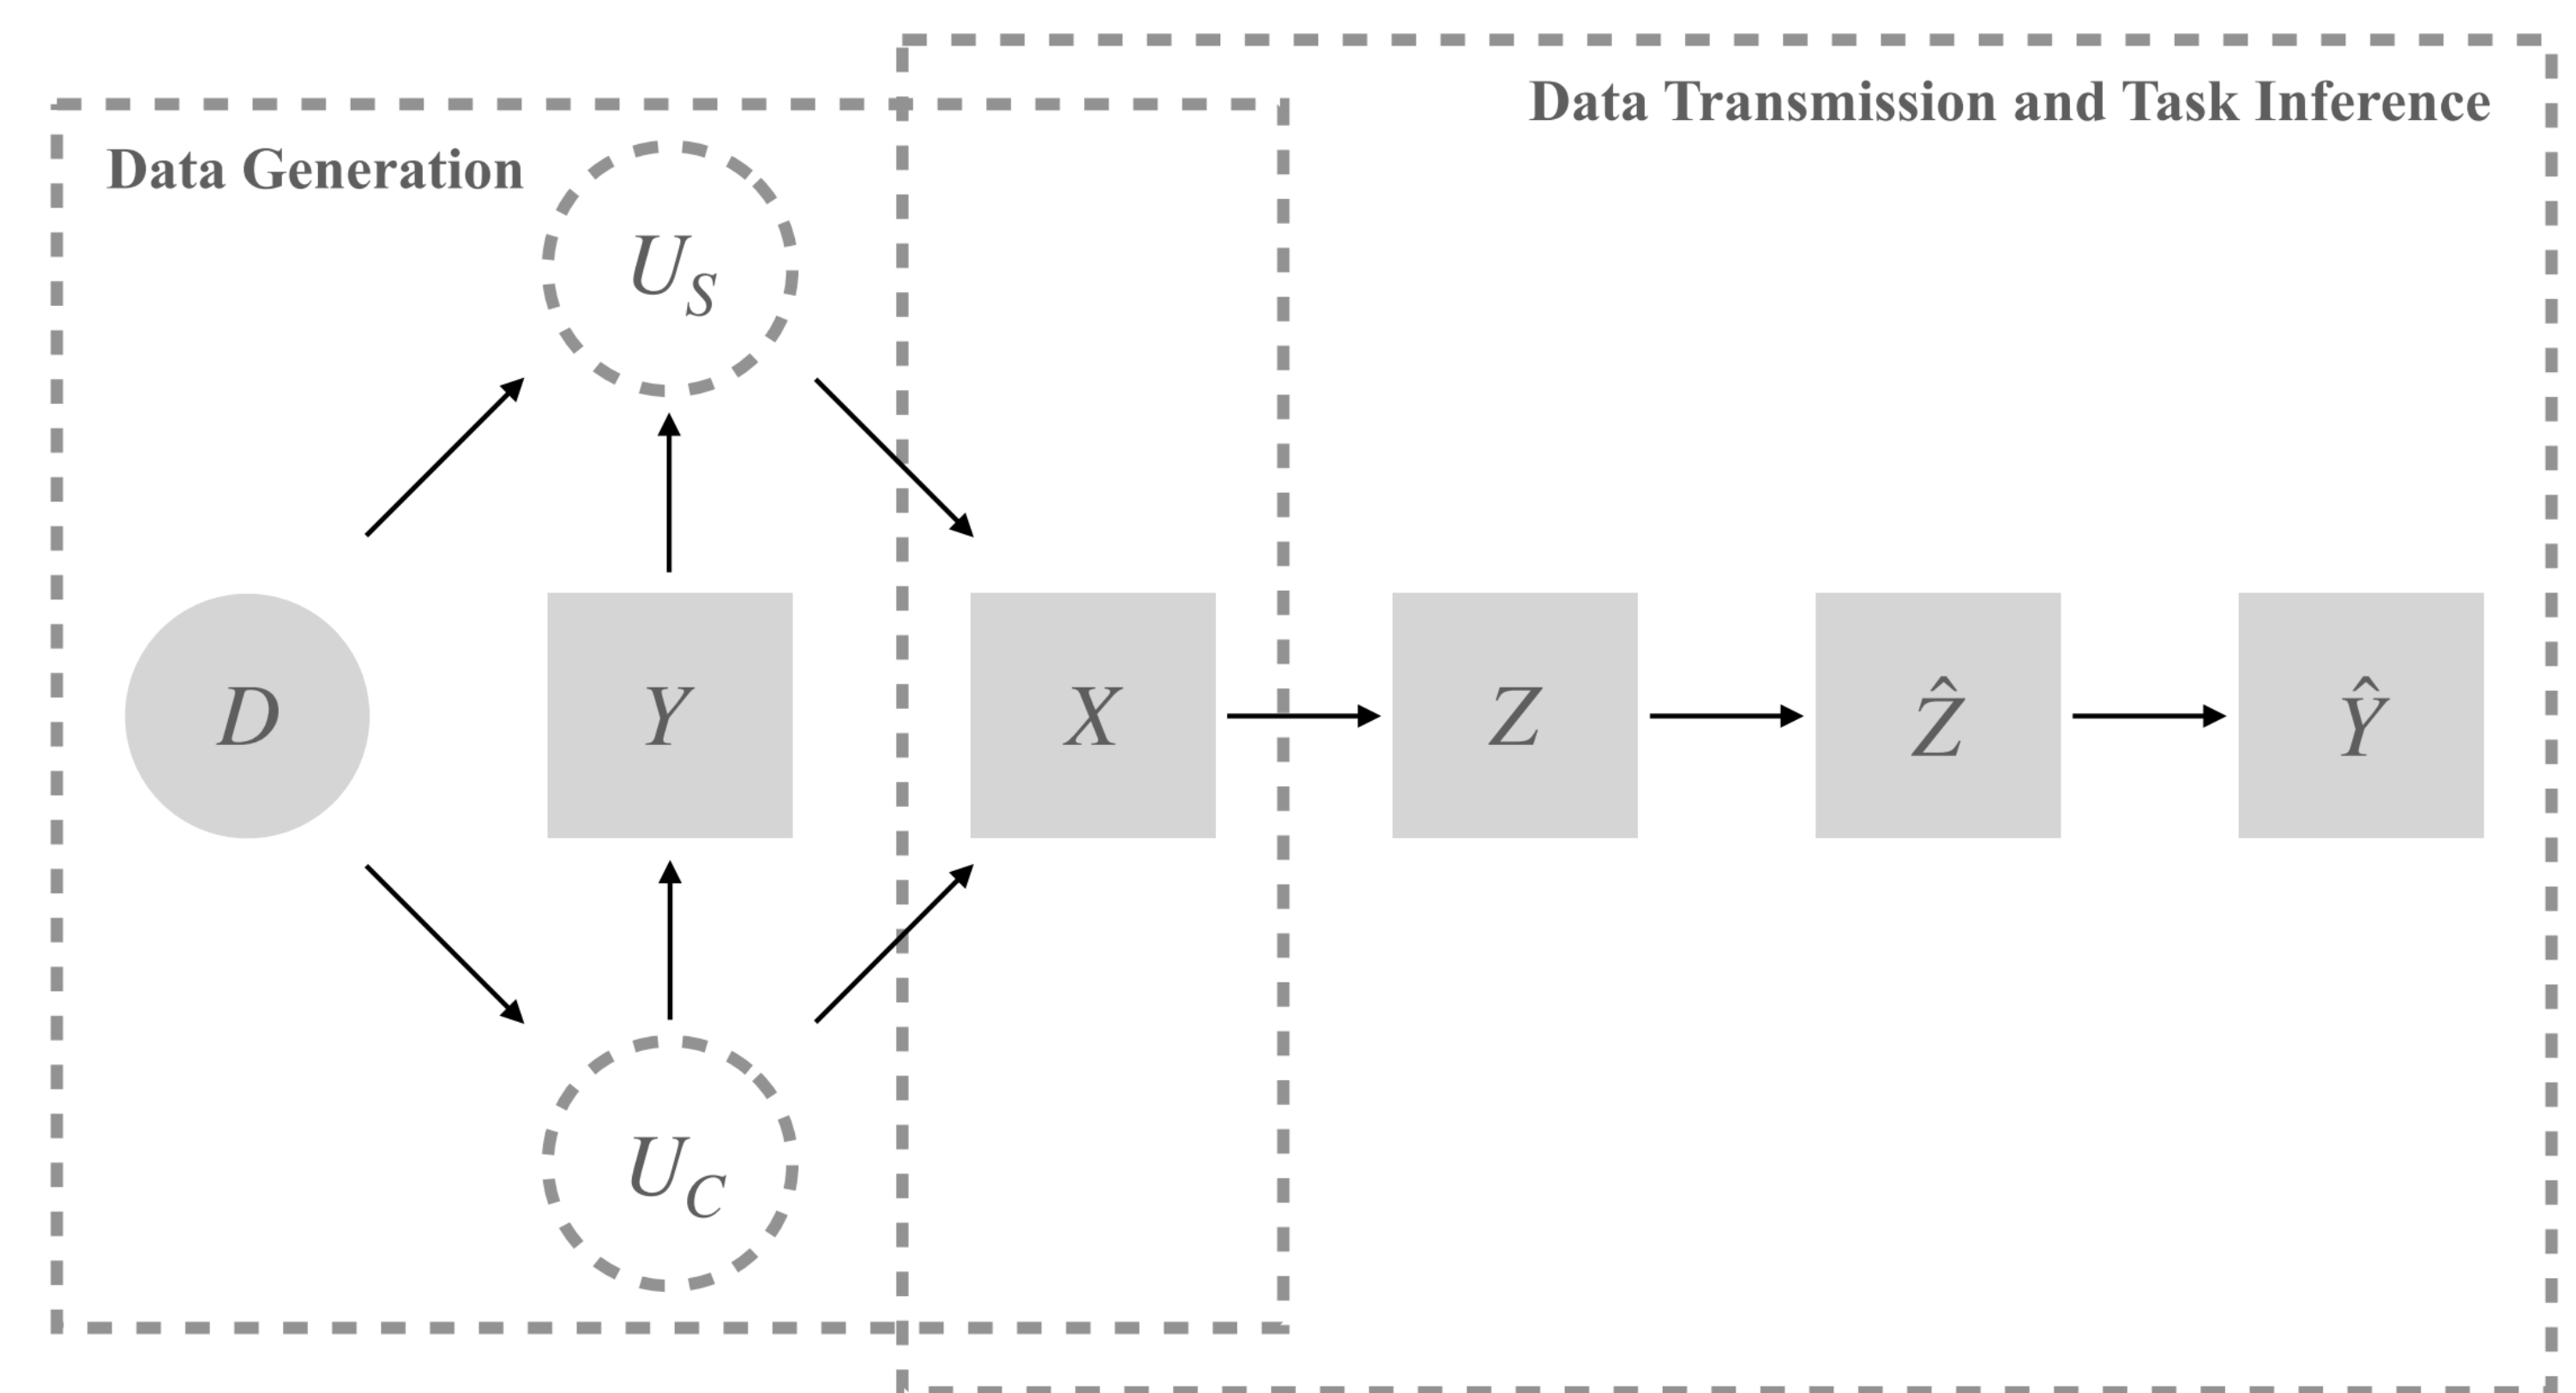 Data Transmission and Task Inference
Data Generation
U_S
D Y X Z Ẑ Ŷ
U_C